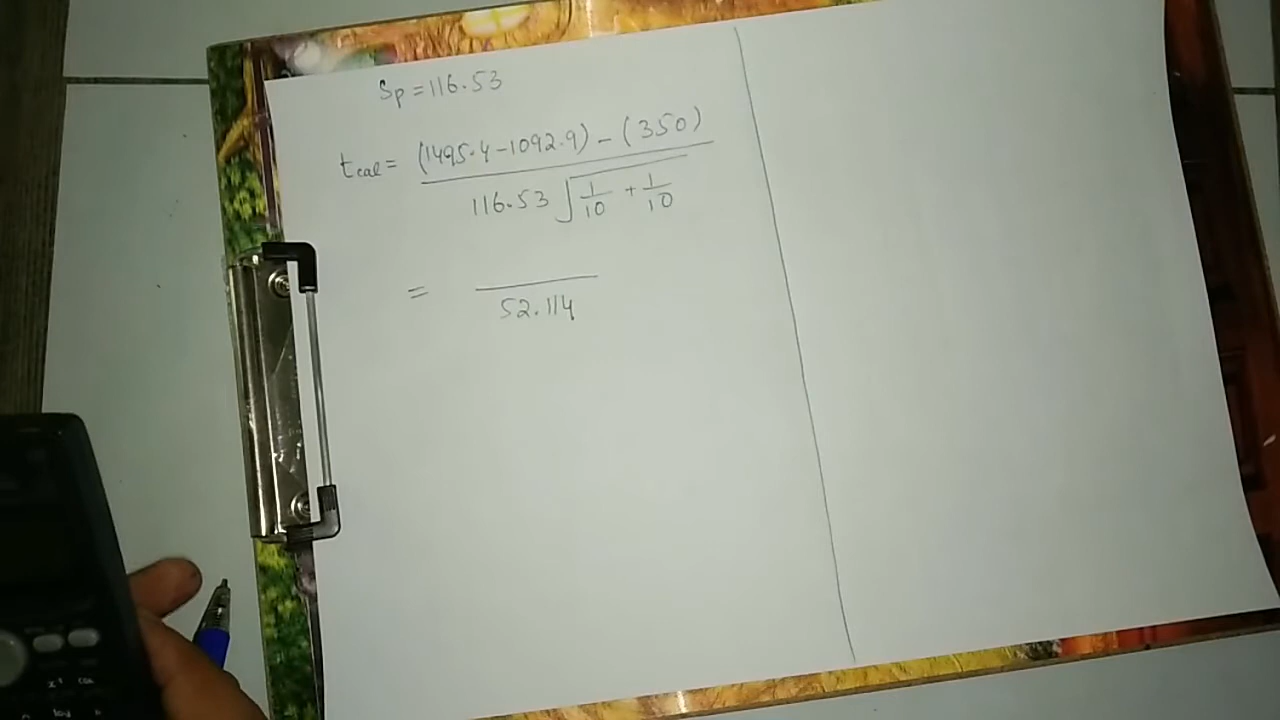 Sp = 116.53
tcal = (1495.4 - 1092.9) - (350)
116.53 √ 1/10 + 1/10
=
52.114